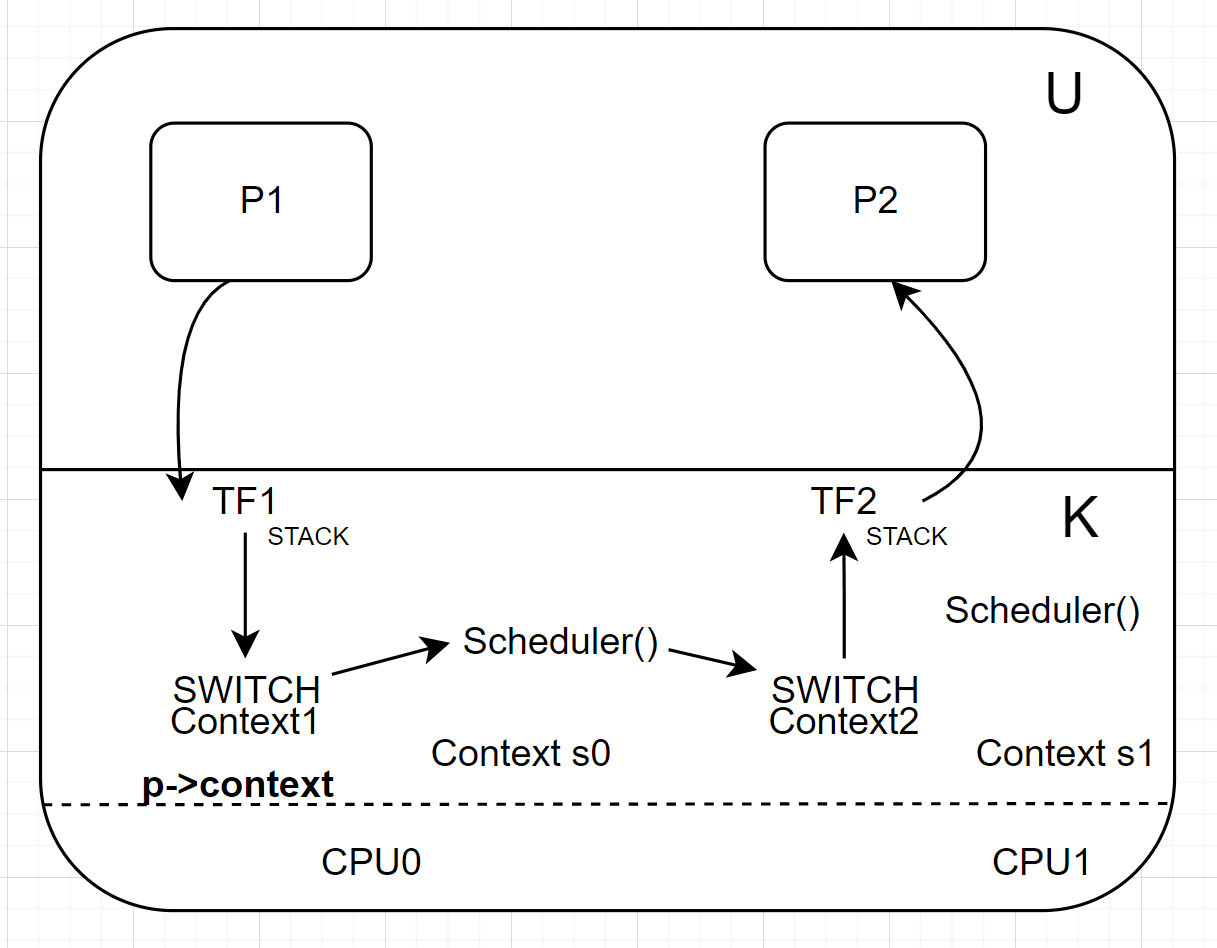 U
P1
P2
TF1
STACK
TF2
STACK
K
Scheduler()
Scheduler()
SWITCH
Context1
SWITCH
Context2
Context s0
Context s1
p->context
CPU0
CPU1